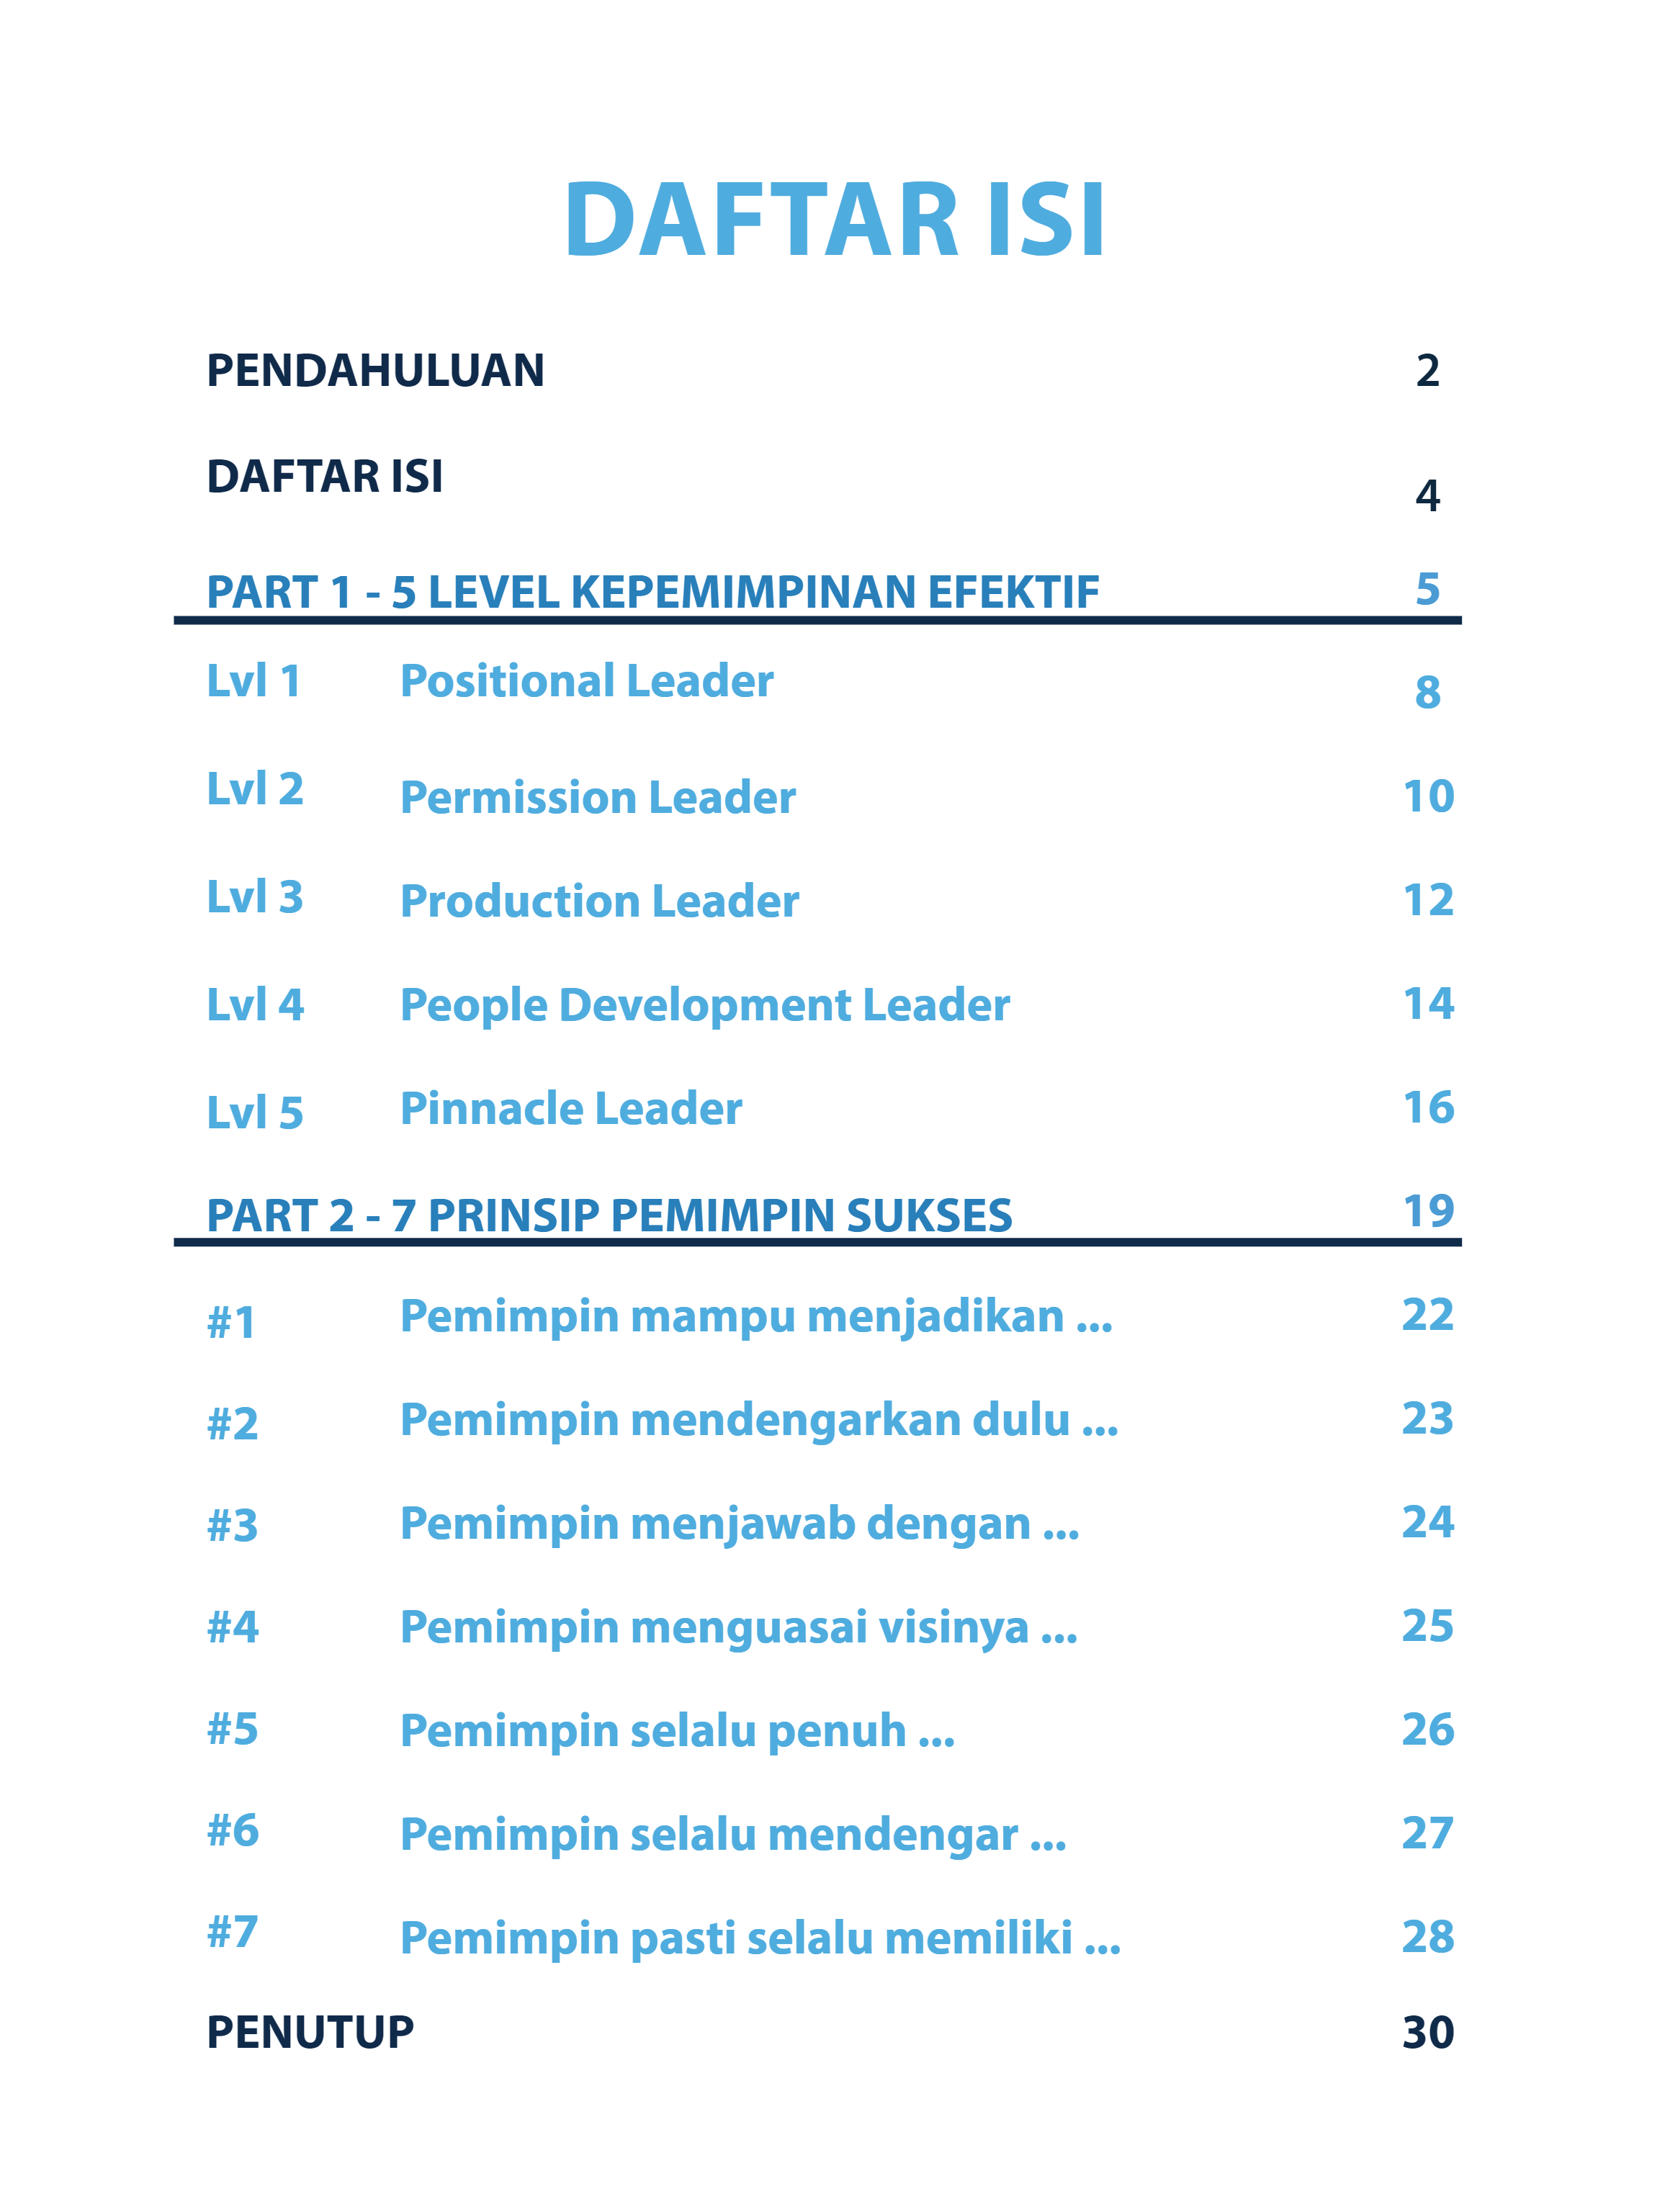 DAFTAR ISI
PENDAHULUAN 2
DAFTAR ISI 4
PART 1 - 5 LEVEL KEPEMIMPINAN EFEKTIF 5
Lvl 1 Positional Leader 8
Lvl 2 Permission Leader 10
Lvl 3 Production Leader 12
Lvl 4 People Development Leader 14
Lvl 5 Pinnacle Leader 16
PART 2 - 7 PRINSIP PEMIMPIN SUKSES 19
#1 Pemimpin mampu menjadikan ... 22
#2 Pemimpin mendengarkan dulu ... 23
#3 Pemimpin menjawab dengan ... 24
#4 Pemimpin menguasai visinya ... 25
#5 Pemimpin selalu penuh ... 26
#6 Pemimpin selalu mendengar ... 27
#7 Pemimpin pasti selalu memiliki ... 28
PENUTUP 30